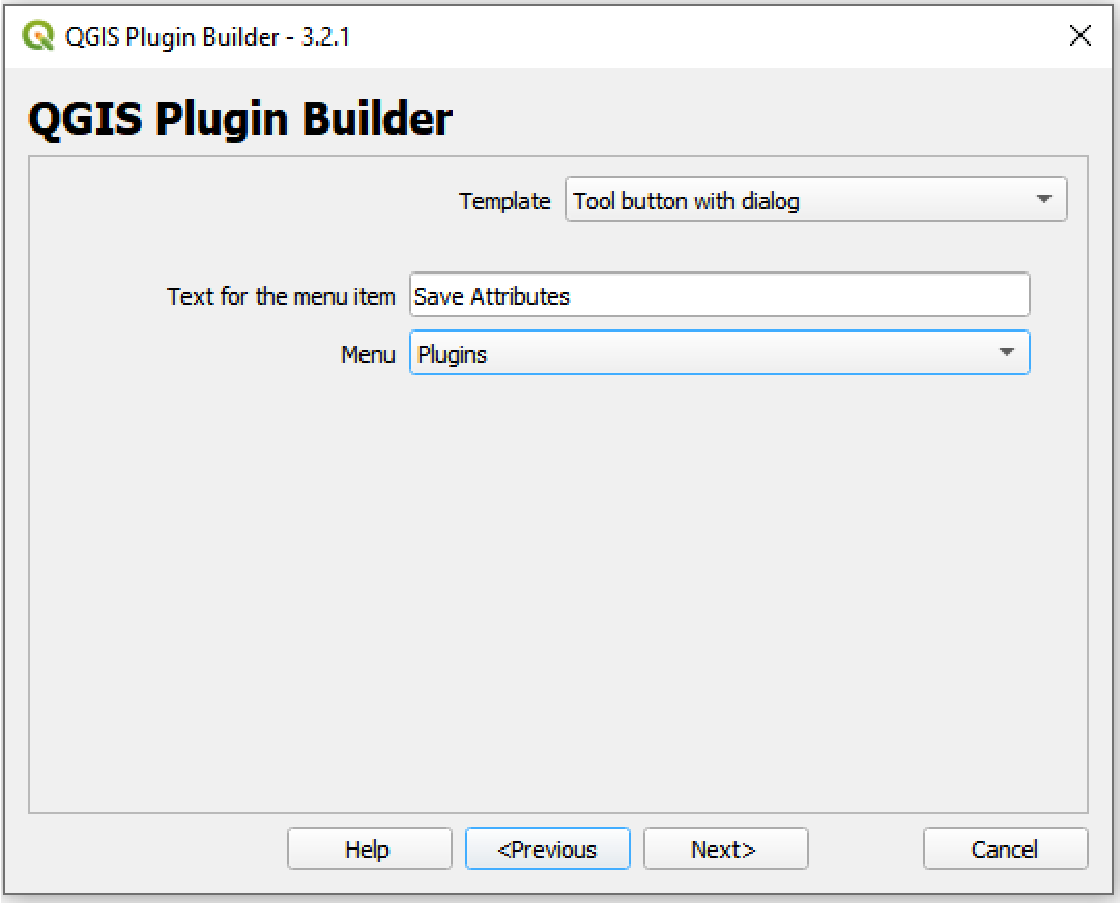 QGIS Plugin Builder - 3.2.1
QGIS Plugin Builder
Template Tool button with dialog
Text for the menu item Save Attributes
Menu Plugins
Help <Previous Next> Cancel